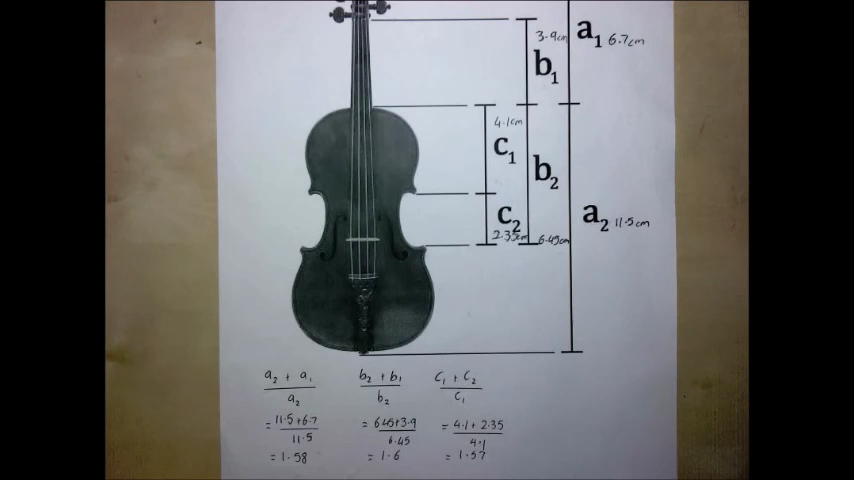 3.9cm
a1 6.7cm
b1
4.1cm
c1
b2
c2
a2 11.5cm
2.35cm
6.45cm
a2 + a1 b2 + b1 c1 + c2
a2 b2 c1
= 11.5+6.7 = 6.45+3.9 = 4.1 + 2.35
11.5 6.45 4.1
= 1.58 = 1.6 = 1.57